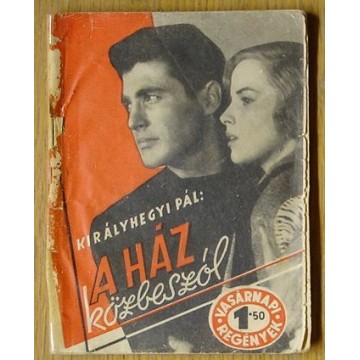 KIRÁLYHEGYI PÁL:
A HÁZ
közbeszól
VASÁRNAPI
1·50
REGÉNYEK